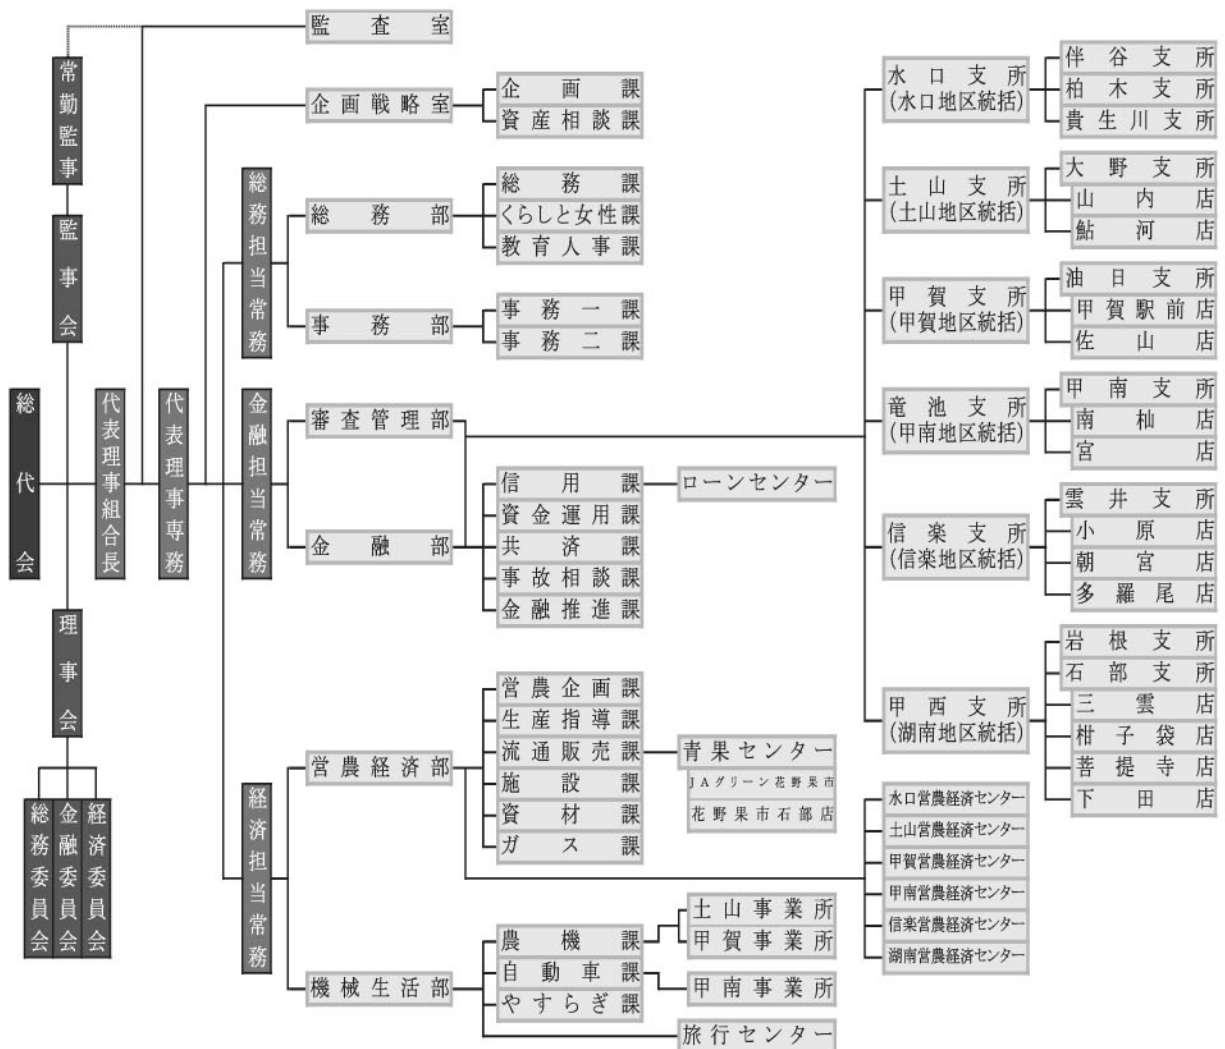 総代会
常勤監事
監事会
理事会
総務委員会
金融委員会
経済委員会
代表理事組合長
代表理事専務
監査室
企画戦略室
企画課
資産相談課
総務担当常務
総務部
総務課
くらしと女性課
教育人事課
事務部
事務一課
事務二課
金融担当常務
審査管理部
金融部
信用課
ローンセンター
資金運用課
共済課
事故相談課
金融推進課
経済担当常務
営農経済部
営農企画課
生産指導課
流通販売課
青果センター
JAグリーン花野果市
花野果市石部店
施設課
資材課
ガス課
機械生活部
農機課
土山事業所
甲賀事業所
自動車課
甲南事業所
やすらぎ課
旅行センター
水口支所
(水口地区統括)
伴谷支所
柏木支所
貴生川支所
土山支所
(土山地区統括)
大野支所
山内店
鮎河店
甲賀支所
(甲賀地区統括)
油日支所
甲賀駅前店
佐山店
竜池支所
(甲南地区統括)
甲南支所
南杣店
宮店
信楽支所
(信楽地区統括)
雲井支所
小原店
朝宮店
多羅尾店
甲西支所
(湖南地区統括)
岩根支所
石部支所
三雲店
柑子袋店
菩提寺店
下田店
水口営農経済センター
土山営農経済センター
甲賀営農経済センター
甲南営農経済センター
信楽営農経済センター
湖南営農経済センター